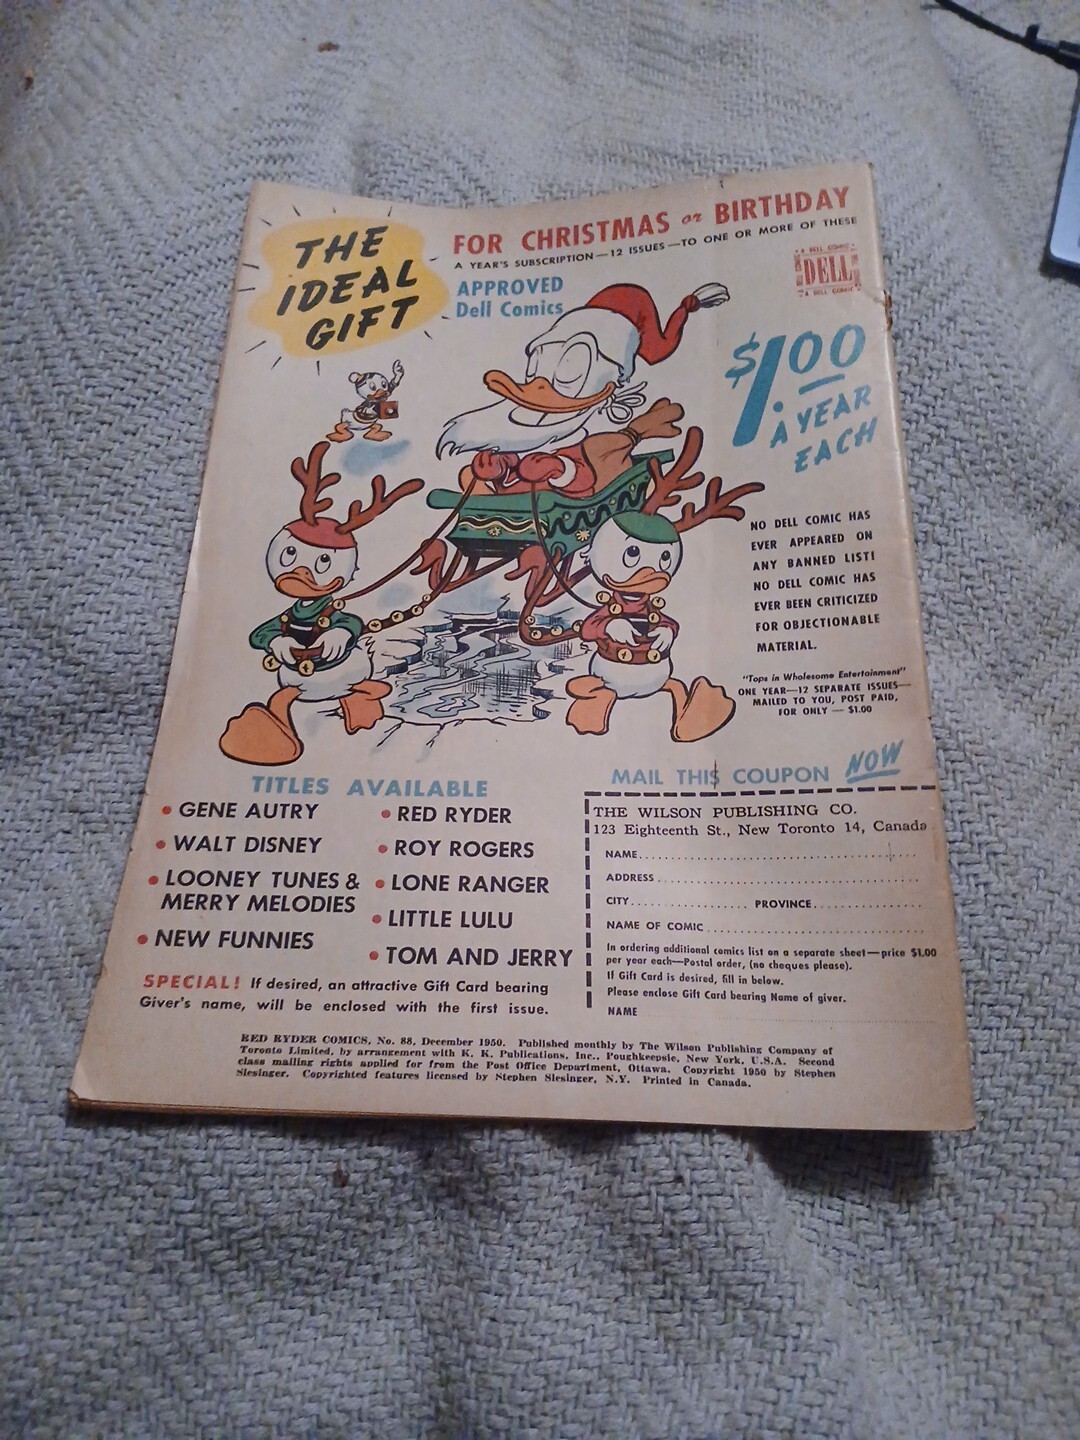 THE
IDEAL
GIFT
FOR CHRISTMAS or BIRTHDAY
A YEAR'S SUBSCRIPTION—12 ISSUES—TO ONE OR MORE OF THESE
APPROVED
Dell Comics
A DELL COMIC
DELL
A DELL COMIC
$1.00
A YEAR
EACH
NO DELL COMIC HAS
EVER APPEARED ON
ANY BANNED LIST!
NO DELL COMIC HAS
EVER BEEN CRITICIZED
FOR OBJECTIONABLE
MATERIAL.
"Tops in Wholesome Entertainment"
ONE YEAR—12 SEPARATE ISSUES—
MAILED TO YOU, POST PAID,
FOR ONLY — $1.00
TITLES AVAILABLE
• GENE AUTRY
• WALT DISNEY
• LOONEY TUNES &
MERRY MELODIES
• NEW FUNNIES
• RED RYDER
• ROY ROGERS
• LONE RANGER
• LITTLE LULU
• TOM AND JERRY
SPECIAL! If desired, an attractive Gift Card bearing
Giver's name, will be enclosed with the first issue.
MAIL THIS COUPON NOW
THE WILSON PUBLISHING CO.
123 Eighteenth St., New Toronto 14, Canada
NAME
ADDRESS
CITY PROVINCE
NAME OF COMIC
In ordering additional comics list on a separate sheet—price $1.00
per year each—Postal order, (no cheques please).
If Gift Card is desired, fill in below.
Please enclose Gift Card bearing Name of giver.
NAME
RED RYDER COMICS, No. 88, December 1950. Published monthly by The Wilson Publishing Company of
Toronto Limited, by arrangement with K. K. Publications, Inc., Poughkeepsie, New York, U.S.A. Second
class mailing rights applied for from the Post Office Department, Ottawa. Copyright 1950 by Stephen
Slesinger. Copyrighted features licensed by Stephen Slesinger, N.Y. Printed in Canada.